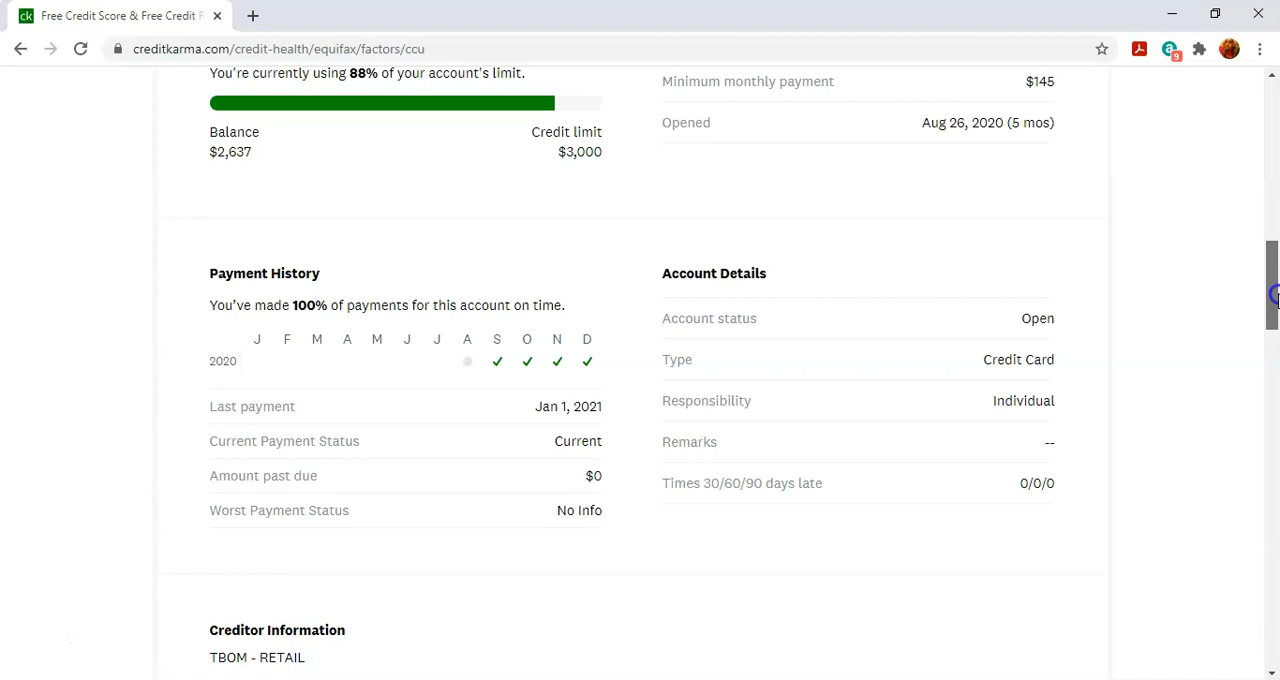 ck Free Credit Score & Free Credit R
creditkarma.com/credit-health/equifax/factors/ccu
9
You're currently using 88% of your account's limit.
Balance Credit limit
$2,637 $3,000
Minimum monthly payment $145
Opened Aug 26, 2020 (5 mos)
Payment History
You've made 100% of payments for this account on time.
J F M A M J J A S O N D
2020
Last payment Jan 1, 2021
Current Payment Status Current
Amount past due $0
Worst Payment Status No Info
Account Details
Account status Open
Type Credit Card
Responsibility Individual
Remarks --
Times 30/60/90 days late 0/0/0
Creditor Information
TBOM - RETAIL